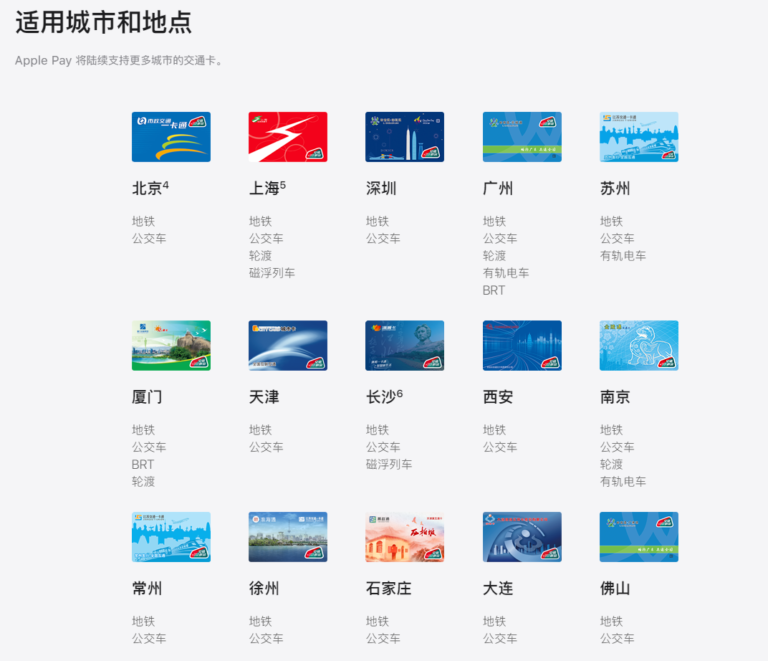 适用城市和地点
Apple Pay 将陆续支持更多城市的交通卡。
市政交通
一卡通
北京4
地铁
公交车
上海5
地铁
公交车
轮渡
磁浮列车
深圳
地铁
公交车
广州
地铁
公交车
轮渡
有轨电车
BRT
苏州
地铁
公交车
有轨电车
厦门
地铁
公交车
BRT
轮渡
天津
地铁
公交车
长沙6
地铁
公交车
磁浮列车
西安
地铁
公交车
南京
地铁
公交车
轮渡
有轨电车
常州
地铁
公交车
徐州
地铁
公交车
石家庄
地铁
公交车
大连
地铁
公交车
佛山
地铁
公交车